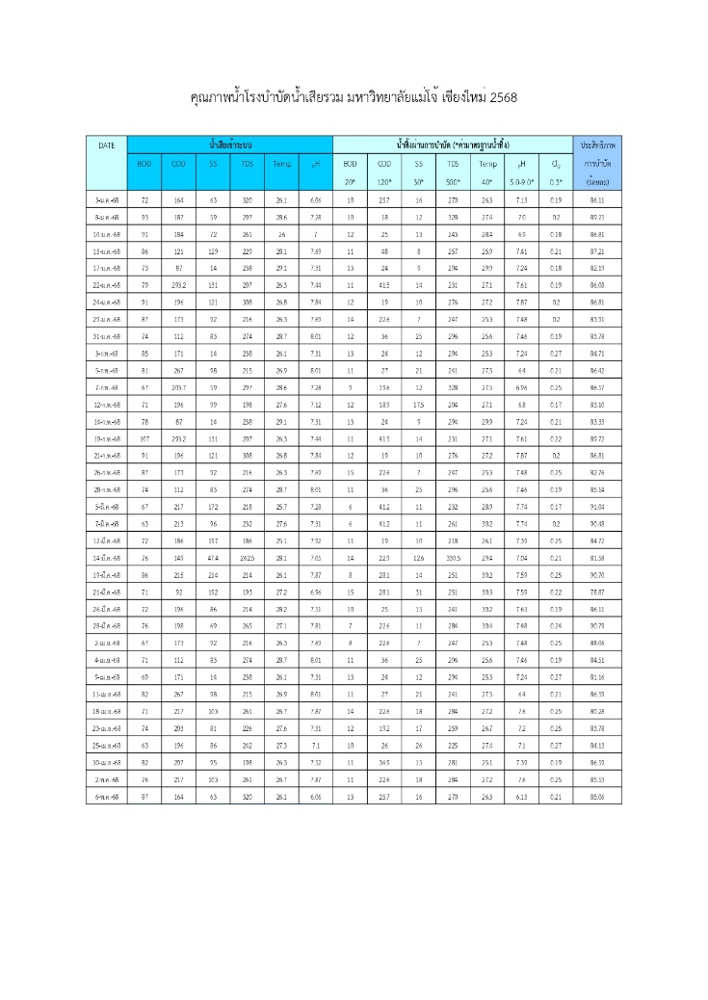 คุณภาพน้ำโรงบำบัดน้ำเสียรวม มหาวิทยาลัยแม่โจ้ เชียงใหม่ 2568
DATE น้ำเสียเข้าระบบ น้ำทิ้งผ่านการบำบัด (*ค่ามาตรฐานน้ำทิ้ง) ประสิทธิภาพ
BOD COD SS TDS Temp pH BOD COD SS TDS Temp pH Cl2 การบำบัด
20* 120* 30* 500* 40* 5.0-9.0* 0.3* (ร้อยละ)
3-ม.ค.-68 72 164 63 320 26.1 6.06 10 25.7 16 270 26.3 7.13 0.19 86.11
8-ม.ค.-68 93 187 59 297 28.6 7.28 10 18 12 328 27.4 7.0 0.2 89.25
10-ม.ค.-68 91 184 72 261 26 7 12 25 13 243 28.4 6.9 0.18 86.81
15-ม.ค.-68 86 121 129 229 28.1 7.69 11 48 8 257 25.9 7.41 0.21 87.21
17-ม.ค.-68 73 87 14 238 29.1 7.31 13 24 9 294 29.9 7.24 0.18 82.19
22-ม.ค.-68 79 293.2 131 207 26.3 7.44 11 41.5 14 231 27.1 7.61 0.19 86.08
24-ม.ค.-68 91 196 121 308 26.8 7.84 12 19 10 276 27.2 7.87 0.2 86.81
29-ม.ค.-68 87 173 92 216 26.3 7.69 14 22.6 7 247 25.3 7.48 0.2 83.91
31-ม.ค.-68 74 112 83 274 28.7 8.01 12 36 25 296 25.6 7.46 0.19 83.78
3-ก.พ.-68 85 171 14 238 26.1 7.31 13 24 12 294 25.3 7.24 0.27 84.71
5-ก.พ.-68 81 267 98 215 26.9 8.01 11 27 21 241 27.5 6.4 0.21 86.42
7-ก.พ.-68 67 203.7 59 297 28.6 7.28 9 19.6 12 328 27.5 6.96 0.25 86.57
12-ก.พ.-68 71 196 99 198 27.6 7.12 12 18.9 17.5 204 27.1 6.8 0.17 83.10
14-ก.พ.-68 78 87 14 238 29.1 7.31 13 24 9 294 29.9 7.24 0.21 83.33
19-ก.พ.-68 107 293.2 131 207 26.3 7.44 11 41.5 14 231 27.1 7.61 0.22 89.72
21-ก.พ.-68 91 196 121 308 26.8 7.84 12 19 10 276 27.2 7.87 0.2 86.81
26-ก.พ.-68 87 173 92 216 26.3 7.69 15 22.6 7 247 25.3 7.48 0.25 82.76
28-ก.พ.-68 74 112 83 274 28.7 8.01 11 36 25 296 25.6 7.46 0.19 85.14
5-มี.ค.-68 67 217 172 218 25.7 7.28 6 41.2 11 232 28.9 7.74 0.17 91.04
7-มี.ค.-68 63 213 96 232 27.6 7.31 6 41.2 11 261 30.2 7.74 0.2 90.48
12-มี.ค.-68 72 186 197 186 25.1 7.92 11 19 10 218 26.1 7.39 0.25 84.72
14-มี.ค.-68 76 149 47.4 262.5 28.1 7.05 14 22.9 12.6 330.5 29.4 7.04 0.21 81.58
19-มี.ค.-68 86 215 214 214 26.1 7.87 8 28.1 14 251 30.2 7.59 0.25 90.70
21-มี.ค.-68 71 92 192 193 27.2 6.96 15 28.1 31 251 30.3 7.59 0.22 78.87
26-มี.ค.-68 72 196 86 214 28.2 7.51 10 25 15 241 30.2 7.63 0.19 86.11
28-มี.ค.-68 76 198 69 265 27.1 7.81 7 22.6 11 284 30.4 7.48 0.24 90.79
2-เม.ย.-68 67 173 92 216 26.3 7.69 8 22.6 7 247 25.3 7.48 0.25 88.06
4-เม.ย.-68 71 112 83 274 28.7 8.01 11 36 25 296 25.6 7.46 0.19 84.51
9-เม.ย.-68 69 171 14 238 26.1 7.31 13 24 12 294 25.3 7.24 0.27 81.16
11-เม.ย.-68 82 267 98 215 26.9 8.01 11 27 21 241 27.5 6.4 0.21 86.59
18-เม.ย.-68 71 217 103 261 26.7 7.87 14 22.6 18 284 27.2 7.6 0.25 80.28
23-เม.ย.-68 74 203 81 226 27.6 7.31 12 19.2 17 259 26.7 7.2 0.25 83.78
25-เม.ย.-68 63 196 86 242 27.3 7.1 10 26 26 225 27.4 7.1 0.27 84.13
30-เม.ย.-68 82 207 95 198 26.3 7.52 11 36.9 15 281 25.1 7.39 0.19 86.59
2-พ.ค.-68 76 217 103 261 26.7 7.87 11 22.6 18 284 27.2 7.6 0.25 85.53
6-พ.ค.-68 87 164 63 320 26.1 6.06 13 25.7 16 270 26.3 6.13 0.21 85.06